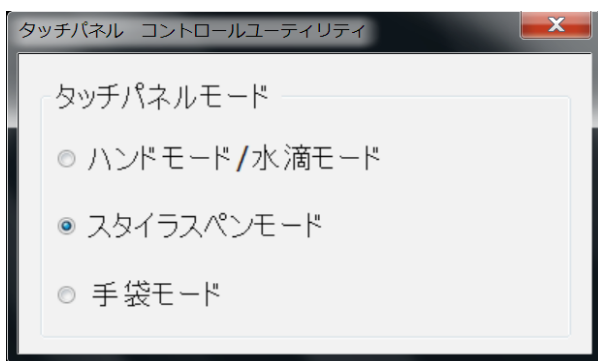 タッチパネル　コントロールユーティリティ
タッチパネルモード
ハンドモード/水滴モード
スタイラスペンモード
手袋モード